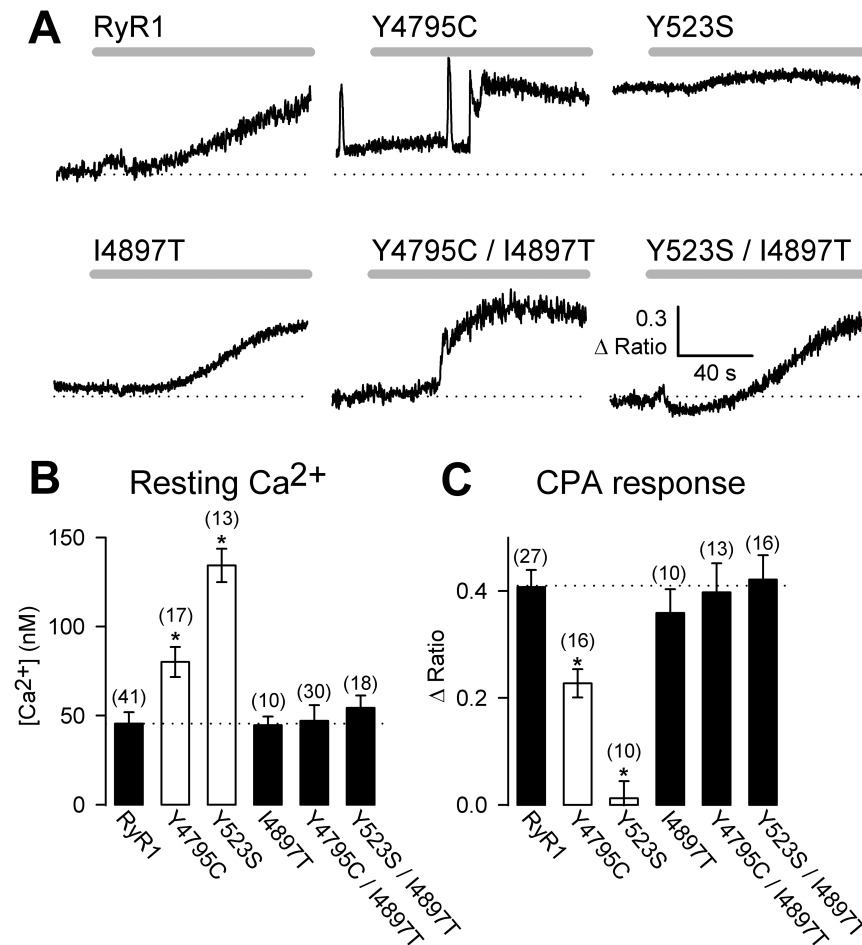 A
RyR1 Y4795C Y523S
I4897T Y4795C / I4897T Y523S / I4897T
0.3
Δ Ratio
40 s
B Resting Ca2+
150
100
50
0
[Ca2+] (nM)
(41) (17) * (13) * (10) (30) (18)
RyR1 Y4795C Y523S I4897T Y4795C / I4897T Y523S / I4897T
C CPA response
0.4
0.2
0.0
Δ Ratio
(27) (16) * (10) * (10) (13) (16)
RyR1 Y4795C Y523S I4897T Y4795C / I4897T Y523S / I4897T